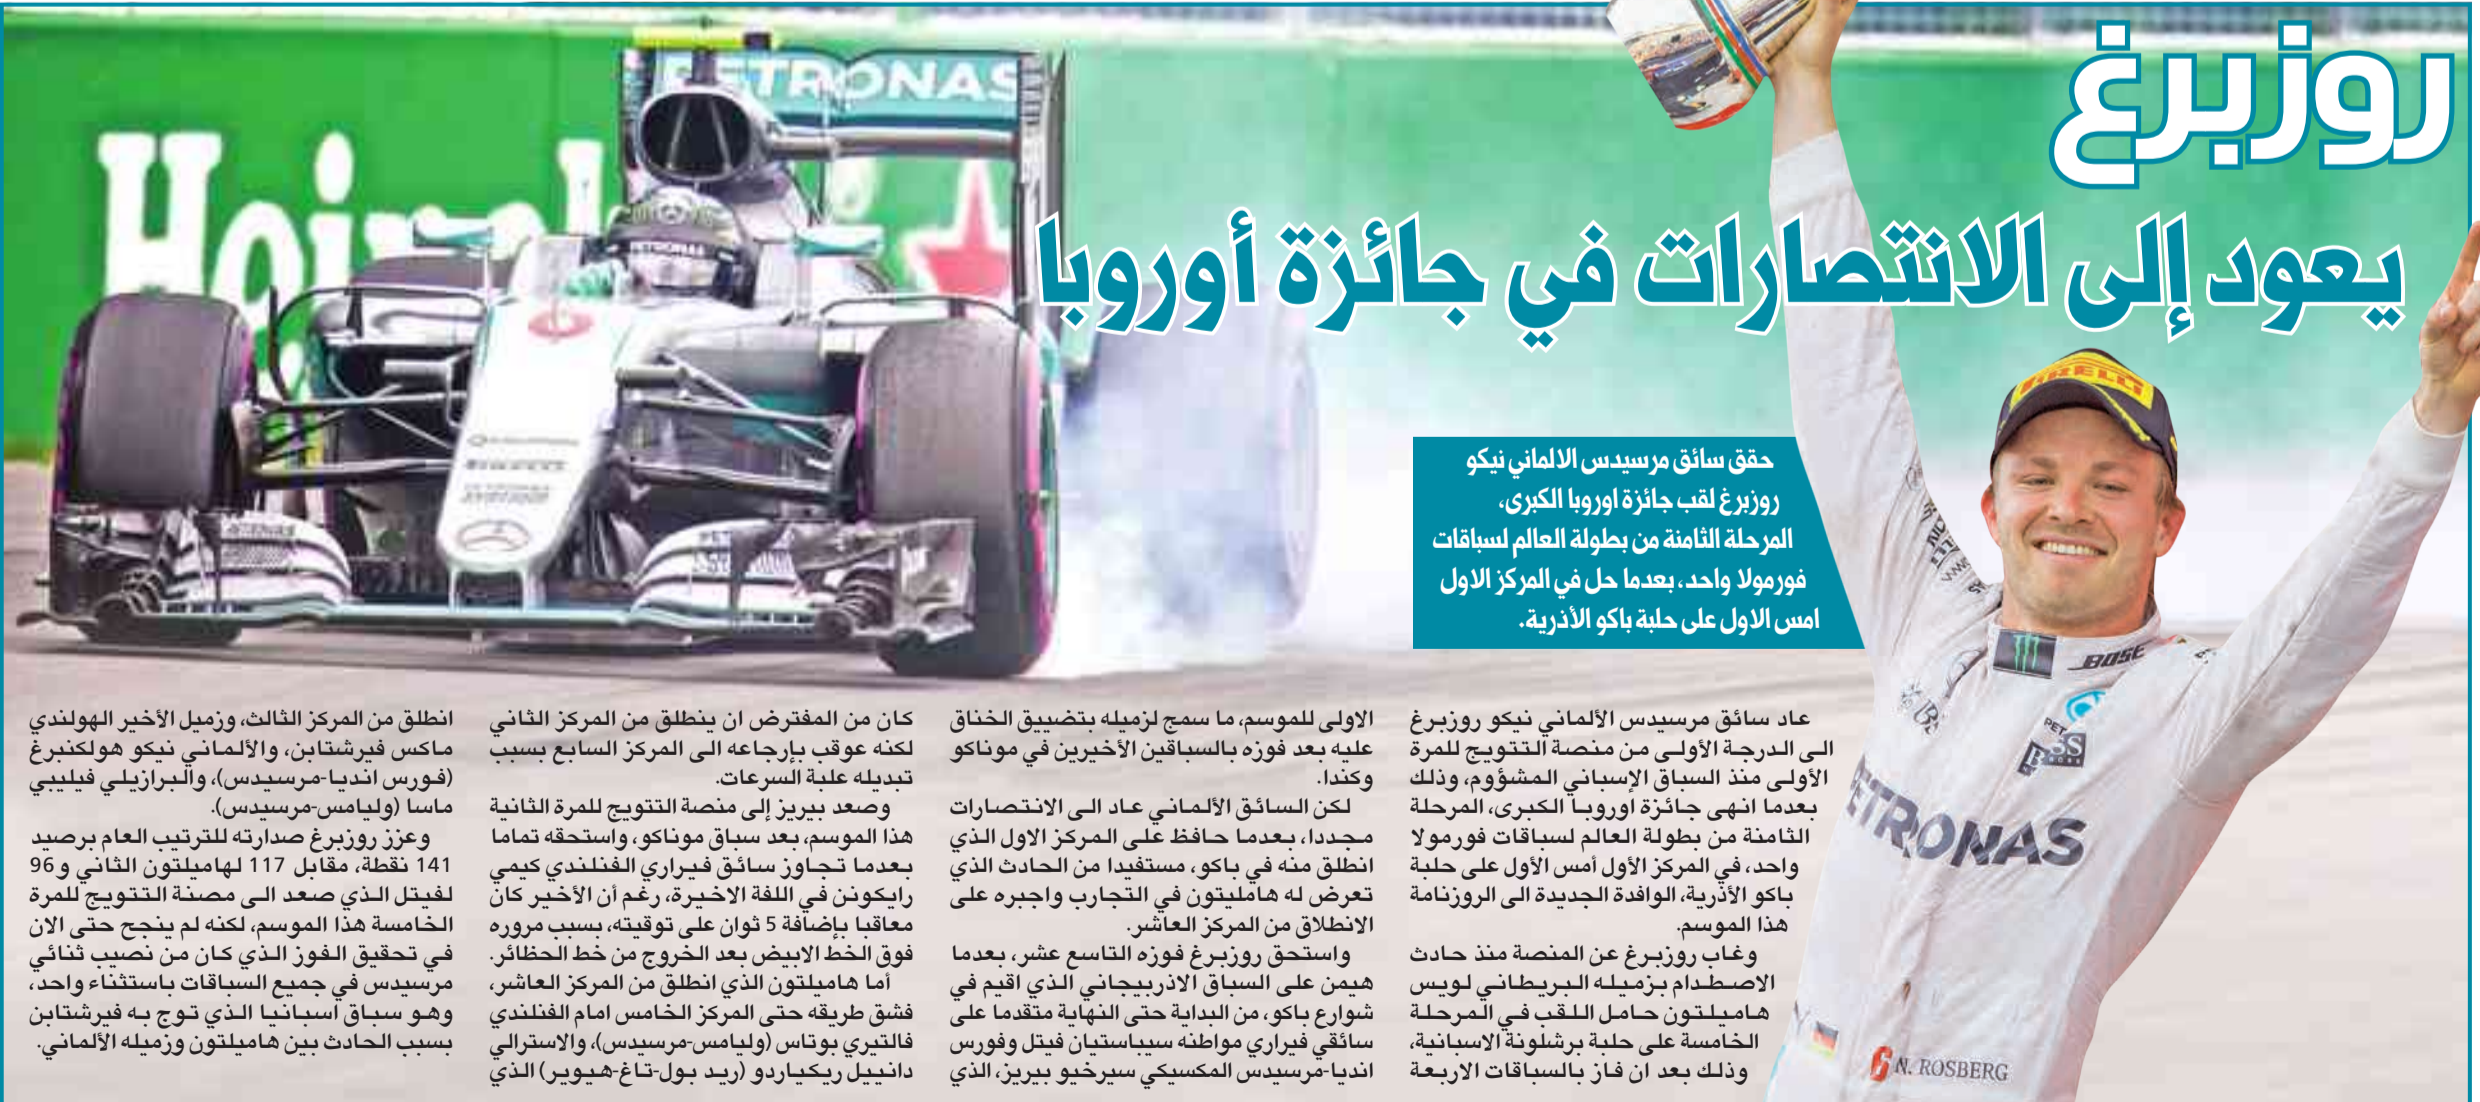 روزبرغ
يعود إلى الانتصارات في جائزة أوروبا
حقق سائق مرسيدس الالماني نيكو
روزبرغ لقب جائزة اوروبا الكبرى،
المرحلة الثامنة من بطولة العالم لسباقات
فورمولا واحد، بعدما حل في المركز الاول
امس الاول على حلبة باكو الأذرية.
عاد سائق مرسيدس الألماني نيكو روزبرغ
الى الدرجة الأولى من منصة التتويج للمرة
الأولى منذ السباق الإسباني المشؤوم، وذلك
بعدما انهى جائزة اوروبا الكبرى، المرحلة
الثامنة من بطولة العالم لسباقات فورمولا
واحد، في المركز الأول أمس الأول على حلبة
باكو الأذرية، الوافدة الجديدة الى الروزنامة
هذا الموسم.
وغاب روزبرغ عن المنصة منذ حادث
الاصطدام بزميله البريطاني لويس
هاميلتون حامل اللقب في المرحلة
الخامسة على حلبة برشلونة الاسبانية،
وذلك بعد ان فاز بالسباقات الاربعة
الاولى للموسم، ما سمح لزميله بتضييق الخناق
عليه بعد فوزه بالسباقين الأخيرين في موناكو
وكندا.
لكن السائق الألماني عاد الى الانتصارات
مجددا، بعدما حافظ على المركز الاول الذي
انطلق منه في باكو، مستفيدا من الحادث الذي
تعرض له هامليتون في التجارب واجبره على
الانطلاق من المركز العاشر.
واستحق روزبرغ فوزه التاسع عشر، بعدما
هيمن على السباق الاذربيجاني الذي اقيم في
شوارع باكو، من البداية حتى النهاية متقدما على
سائقي فيراري مواطنه سيباستيان فيتل وفورس
انديا-مرسيدس المكسيكي سيرخيو بيريز، الذي
كان من المفترض ان ينطلق من المركز الثاني
لكنه عوقب بإرجاعه الى المركز السابع بسبب
تبديله علبة السرعات.
وصعد بيريز إلى منصة التتويج للمرة الثانية
هذا الموسم، بعد سباق موناكو، واستحقه تماما
بعدما تجاوز سائق فيراري الفنلندي كيمي
رايكونن في اللفة الاخيرة، رغم أن الأخير كان
معاقبا بإضافة 5 ثوان على توقيته، بسبب مروره
فوق الخط الابيض بعد الخروج من خط الحظائر.
أما هاميلتون الذي انطلق من المركز العاشر،
فشق طريقه حتى المركز الخامس امام الفنلندي
فالتيري بوتاس (وليامس-مرسيدس)، والاسترالي
دانييل ريكياردو (ريد بول-تاغ-هيوير) الذي
انطلق من المركز الثالث، وزميل الأخير الهولندي
ماكس فيرشتابن، والألماني نيكو هولكنبرغ
(فورس انديا-مرسيدس)، والبرازيلي فيليبي
ماسا (وليامس-مرسيدس).
وعزز روزبرغ صدارته للترتيب العام برصيد
141 نقطة، مقابل 117 لهاميلتون الثاني و96
لفيتل الذي صعد الى مصنة التتويج للمرة
الخامسة هذا الموسم، لكنه لم ينجح حتى الان
في تحقيق الفوز الذي كان من نصيب ثنائي
مرسيدس في جميع السباقات باستثناء واحد،
وهو سباق اسبانيا الذي توج به فيرشتابن
بسبب الحادث بين هاميلتون وزميله الألماني.
PETRONAS
PETRONAS
PIRELLI
BOSE
ETRONAS
6 N. ROSBERG